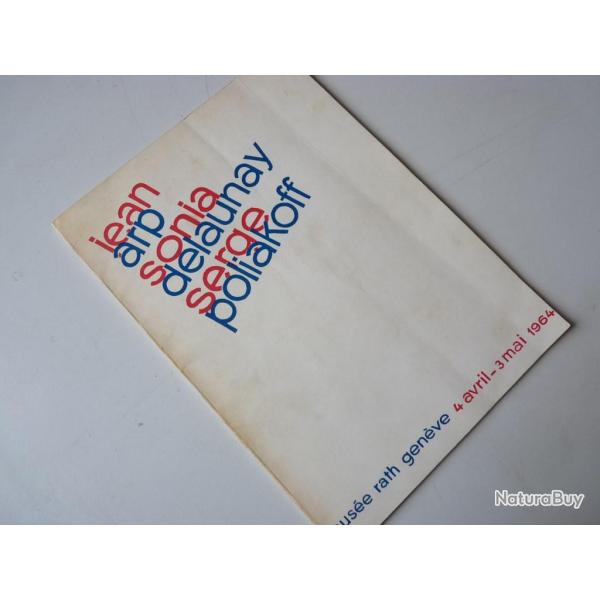 jean
arp
sonia
delaunay
serge
poliakoff
usée rath genève 4 avril – 3 mai 1964
NaturaBuy